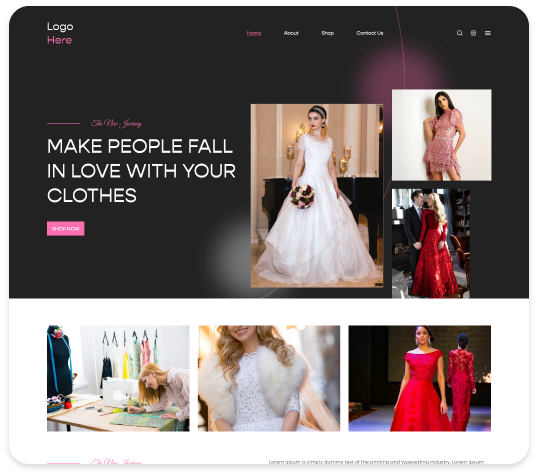 Logo
Here
Home About Shop Contact Us
The New Journey
MAKE PEOPLE FALL
IN LOVE WITH YOUR
CLOTHES
SHOP NOW
The New Journey
Lorem Ipsum is simply dummy text of the printing and typesetting industry. Lorem Ipsum